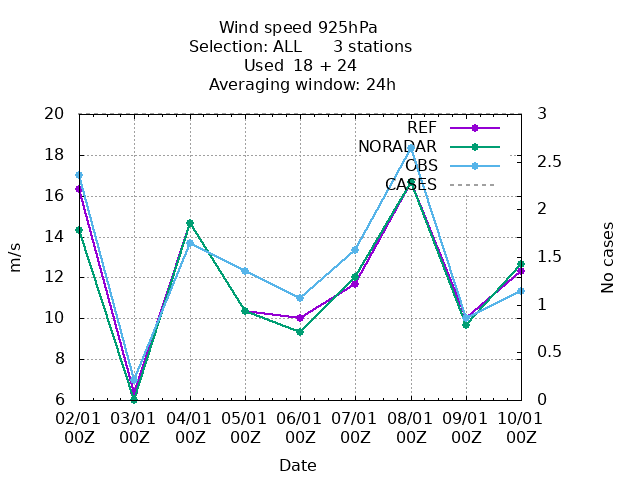 Wind speed 925hPa
Selection: ALL 3 stations
Used 18 + 24
Averaging window: 24h
REF
NORADAR
OBS
CASES
20
18
16
14
12
10
8
6
m/s
3
2.5
2
1.5
1
0.5
0
No cases
02/01 03/01 04/01 05/01 06/01 07/01 08/01 09/01 10/01
00Z 00Z 00Z 00Z 00Z 00Z 00Z 00Z 00Z
Date